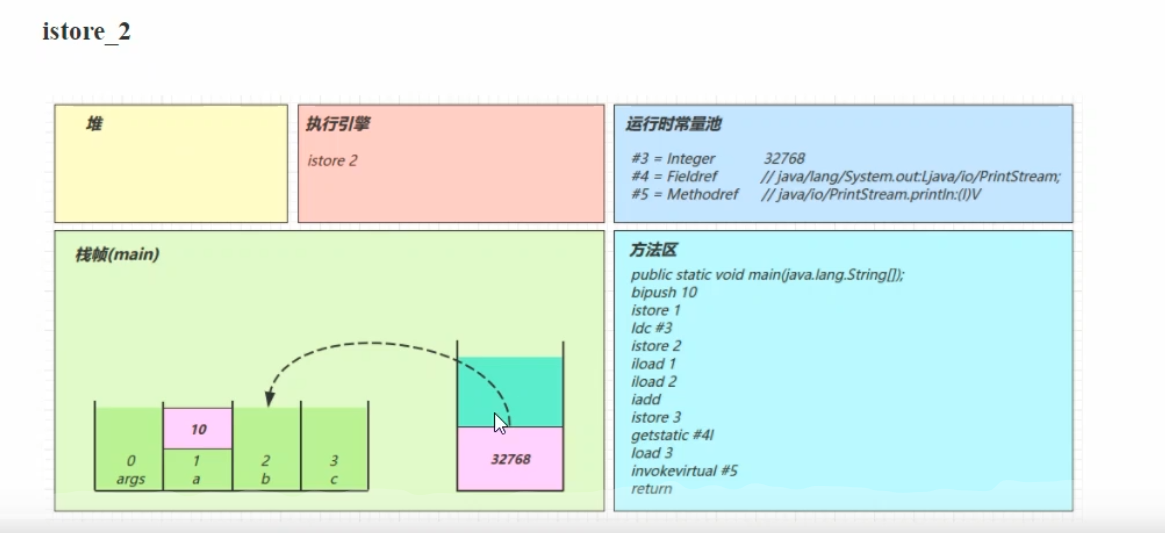 istore_2
堆
执行引擎
istore 2
运行时常量池
#3 = Integer 32768
#4 = Fieldref // java/lang/System.out:Ljava/io/PrintStream;
#5 = Methodref // java/io/PrintStream.println:(I)V
栈帧(main)
10
0 1 2 3
args a b c
32768
方法区
public static void main(java.lang.String[]);
bipush 10
istore 1
ldc #3
istore 2
iload 1
iload 2
iadd
istore 3
getstatic #4I
load 3
invokevirtual #5
return